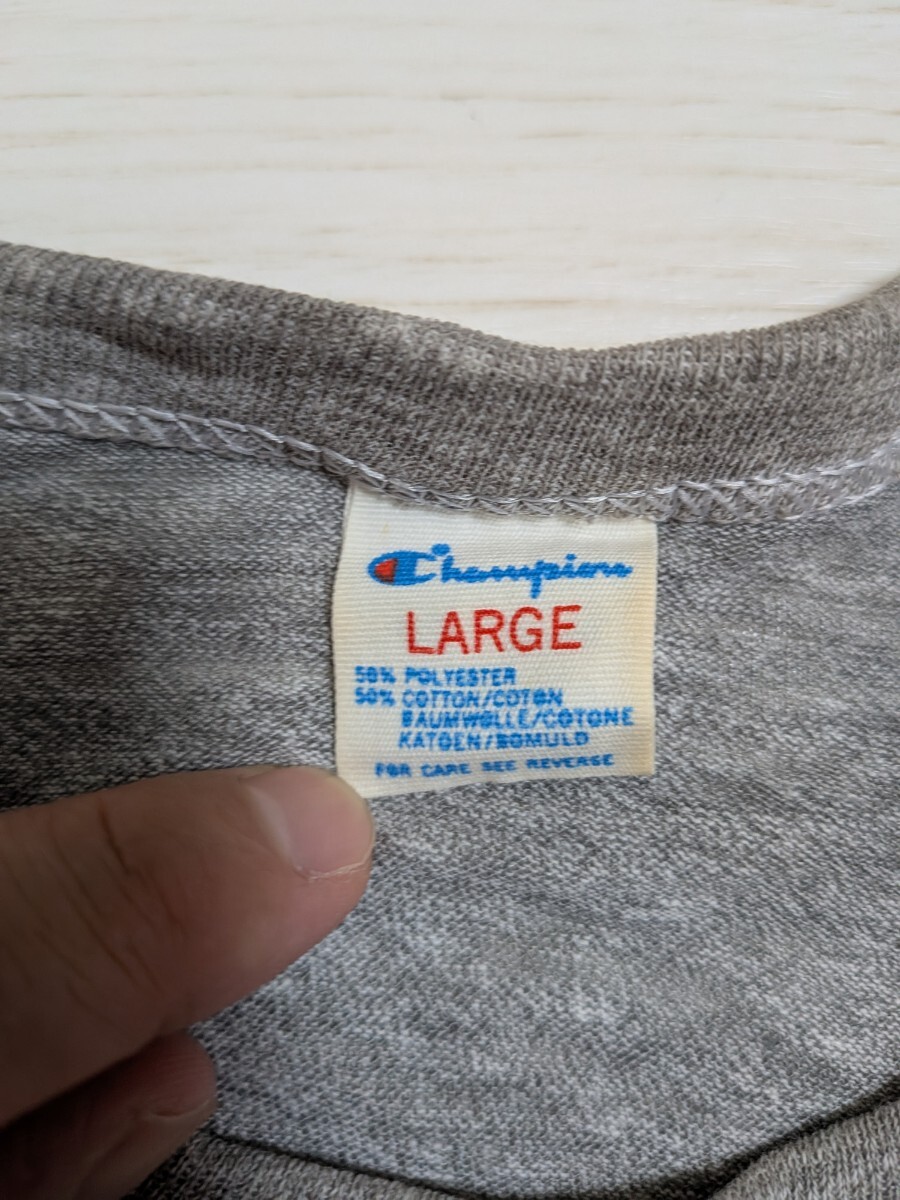 Champion
LARGE
50% POLYESTER
50% COTTON/COTON
BAUMWOLLE/COTONE
KATOEN/BOMULD
FOR CARE SEE REVERSE